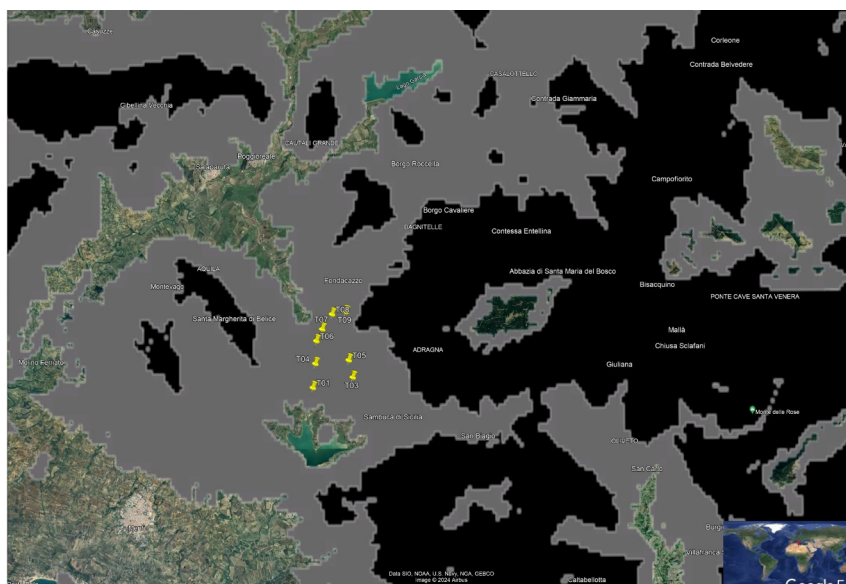 Corleone
Contrada Belvedere
CASALOTTELLO
Lago Garcia
Gibellina Vecchia
Contrada Giammaria
CAUTALI GRANDE
Poggioreale
Salaparuta
Borgo Roccella
Campofiorito
Borgo Cavaliere
BAGNITELLE
Contessa Entellina
AQUILA
Abbazia di Santa Maria del Bosco
Fondacazzo
Montevago
Bisacquino
PONTE CAVE SANTA VENERA
Santa Margherita di Belice
T07
T09
T06
Mallà
Chiusa Sclafani
ADRAGNA
T04
T05
Giuliana
T01
T03
Sambuca di Sicilia
Monte delle Rose
San Biagio
OLIVETO
San Carlo
Villafranca
Caltabellotta
Data SIO, NOAA, U.S. Navy, NGA, GEBCO
Image © 2024 Airbus